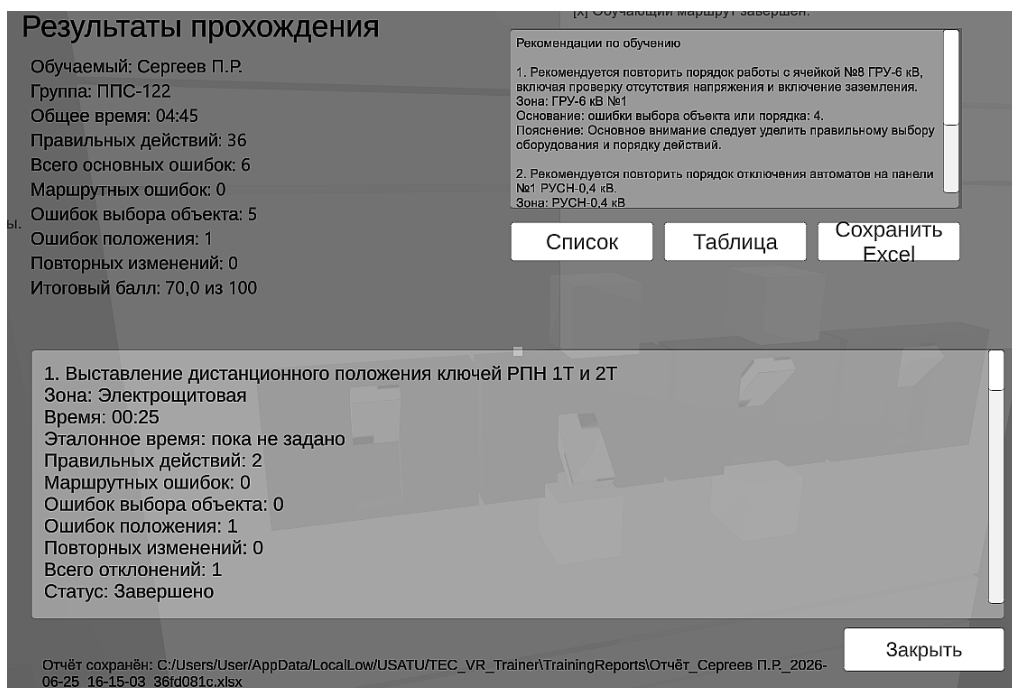 Результаты прохождения
[X] Обучающий маршрут завершён.
Обучаемый: Сергеев П.Р.
Группа: ППС-122
Общее время: 04:45
Правильных действий: 36
Всего основных ошибок: 6
Маршрутных ошибок: 0
Ошибок выбора объекта: 5
Ошибок положения: 1
Повторных изменений: 0
Итоговый балл: 70,0 из 100
ы.
Рекомендации по обучению
1. Рекомендуется повторить порядок работы с ячейкой №8 ГРУ-6 кВ,
включая проверку отсутствия напряжения и включение заземления.
Зона: ГРУ-6 кВ №1
Основание: ошибки выбора объекта или порядка: 4.
Пояснение: Основное внимание следует уделить правильному выбору
оборудования и порядку действий.
2. Рекомендуется повторить порядок отключения автоматов на панели
№1 РУСН-0,4 кВ.
Зона: РУСН-0,4 кВ
Список
Таблица
Сохранить
Excel
1. Выставление дистанционного положения ключей РПН 1Т и 2Т
Зона: Электрощитовая
Время: 00:25
Эталонное время: пока не задано
Правильных действий: 2
Маршрутных ошибок: 0
Ошибок выбора объекта: 0
Ошибок положения: 1
Повторных изменений: 0
Всего отклонений: 1
Статус: Завершено
Закрыть
Отчёт сохранён: C:/Users/User/AppData/LocalLow/USATU/TEC_VR_Trainer\TrainingReports\Отчёт_Сергеев П.Р._2026-
06-25_16-15-03_36fd081c.xlsx